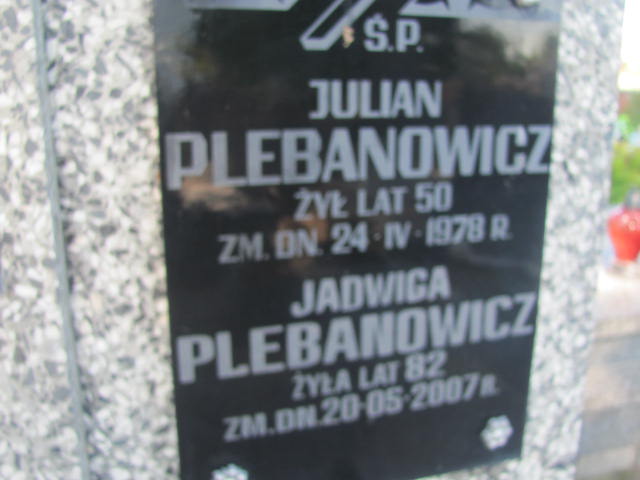 Ś.P.
JULIAN
PLEBANOWICZ
ŻYŁ LAT 50
ZM. DN. 24·IV·1978 R.
JADWIGA
PLEBANOWICZ
ŻYŁA LAT 82
ZM.DN.20·05·2007 R.